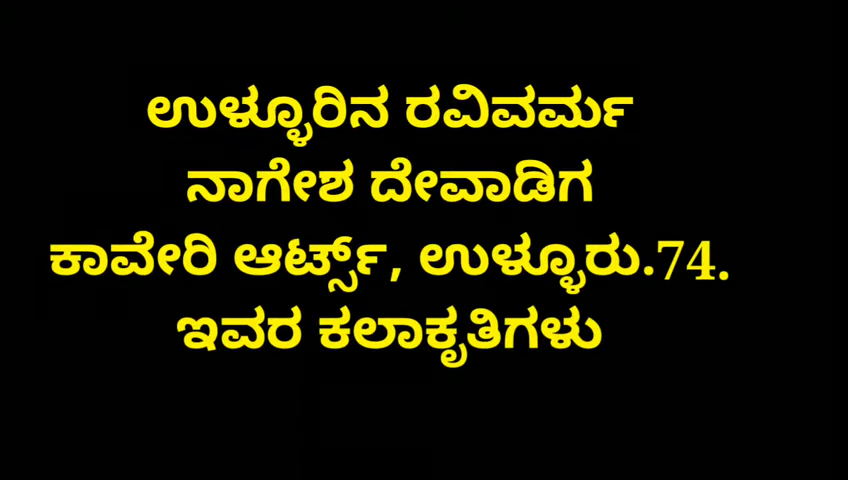 ಉಳ್ಳೂರಿನ ರವಿವರ್ಮ
ನಾಗೇಶ ದೇವಾಡಿಗ
ಕಾವೇರಿ ಆರ್ಟ್ಸ್, ಉಳ್ಳೂರು.74.
ಇವರ ಕಲಾಕೃತಿಗಳು